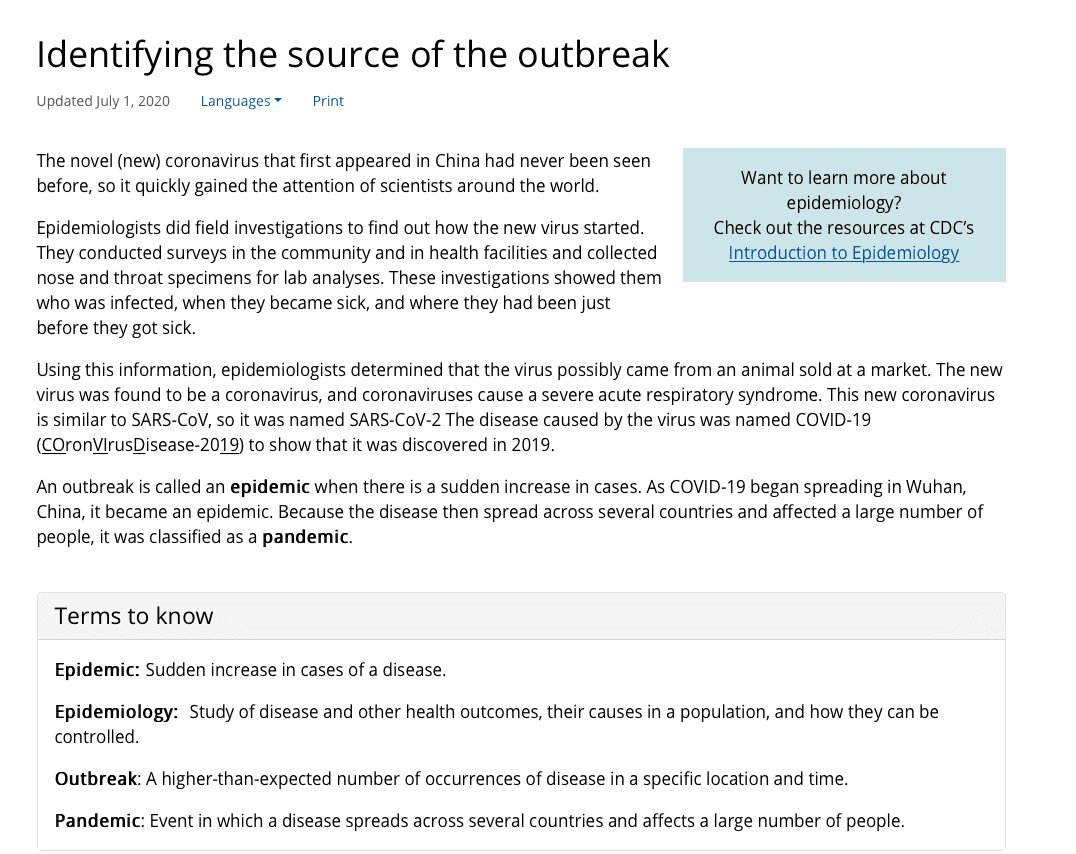 Identifying the source of the outbreak
Updated July 1, 2020 Languages Print
The novel (new) coronavirus that first appeared in China had never been seen
before, so it quickly gained the attention of scientists around the world.
Epidemiologists did field investigations to find out how the new virus started.
They conducted surveys in the community and in health facilities and collected
nose and throat specimens for lab analyses. These investigations showed them
who was infected, when they became sick, and where they had been just
before they got sick.
Want to learn more about
epidemiology?
Check out the resources at CDC’s
Introduction to Epidemiology
Using this information, epidemiologists determined that the virus possibly came from an animal sold at a market. The new
virus was found to be a coronavirus, and coronaviruses cause a severe acute respiratory syndrome. This new coronavirus
is similar to SARS-CoV, so it was named SARS-CoV-2 The disease caused by the virus was named COVID-19
(COronVIrusDisease-2019) to show that it was discovered in 2019.
An outbreak is called an epidemic when there is a sudden increase in cases. As COVID-19 began spreading in Wuhan,
China, it became an epidemic. Because the disease then spread across several countries and affected a large number of
people, it was classified as a pandemic.
Terms to know
Epidemic: Sudden increase in cases of a disease.
Epidemiology: Study of disease and other health outcomes, their causes in a population, and how they can be
controlled.
Outbreak: A higher-than-expected number of occurrences of disease in a specific location and time.
Pandemic: Event in which a disease spreads across several countries and affects a large number of people.